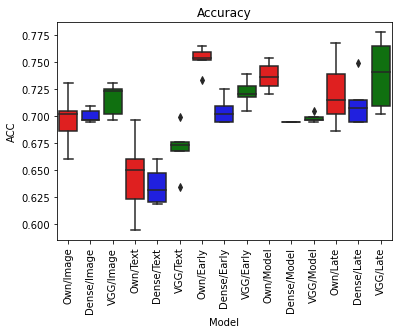 Accuracy
0.775
0.750
0.725
0.700
0.675
0.650
0.625
0.600
ACC
Own/Image
Dense/Image
VGG/Image
Own/Text
Dense/Text
VGG/Text
Own/Early
Dense/Early
VGG/Early
Own/Model
Dense/Model
VGG/Model
Own/Late
Dense/Late
VGG/Late
Model